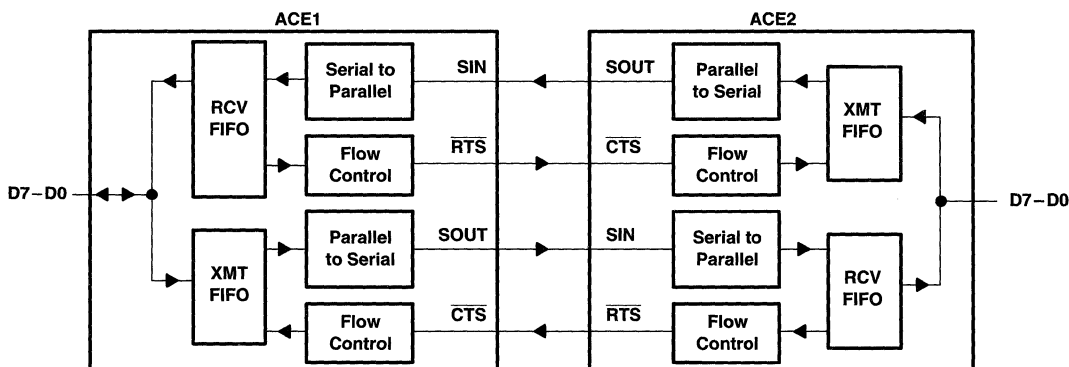 ACE1
ACE2
Serial to
Parallel
SIN
SOUT
Parallel
to Serial
RCV
FIFO
XMT
FIFO
Flow
Control
RTS
CTS
Flow
Control
D7–D0
D7–D0
XMT
FIFO
Parallel
to Serial
SOUT
SIN
Serial to
Parallel
RCV
FIFO
Flow
Control
CTS
RTS
Flow
Control